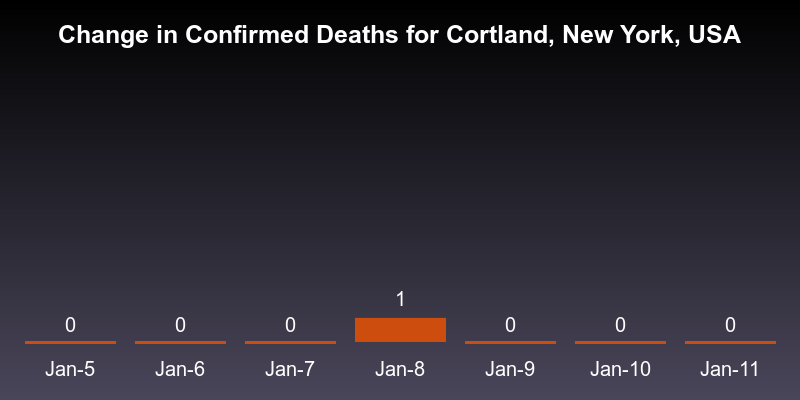 Change in Confirmed Deaths for Cortland, New York, USA
1
0 0 0 0 0 0
Jan-5 Jan-6 Jan-7 Jan-8 Jan-9 Jan-10 Jan-11